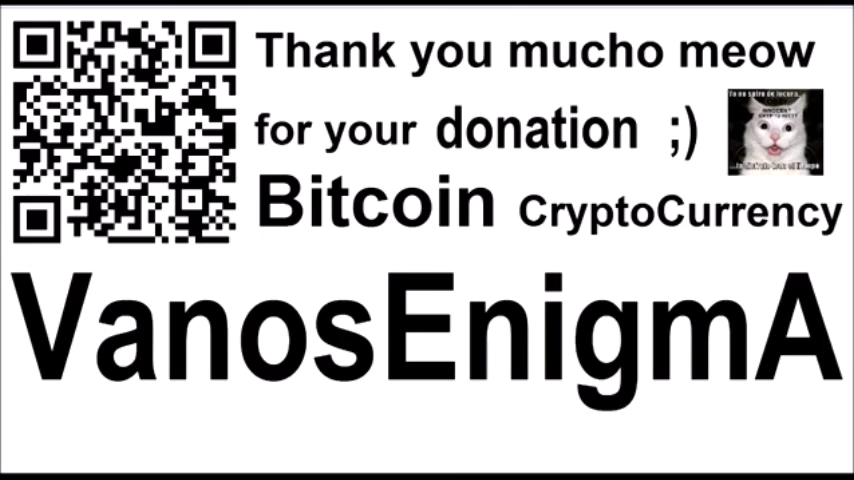 Thank you mucho meow
for your donation ;)
Bitcoin CryptoCurrency
VanosEnigmA